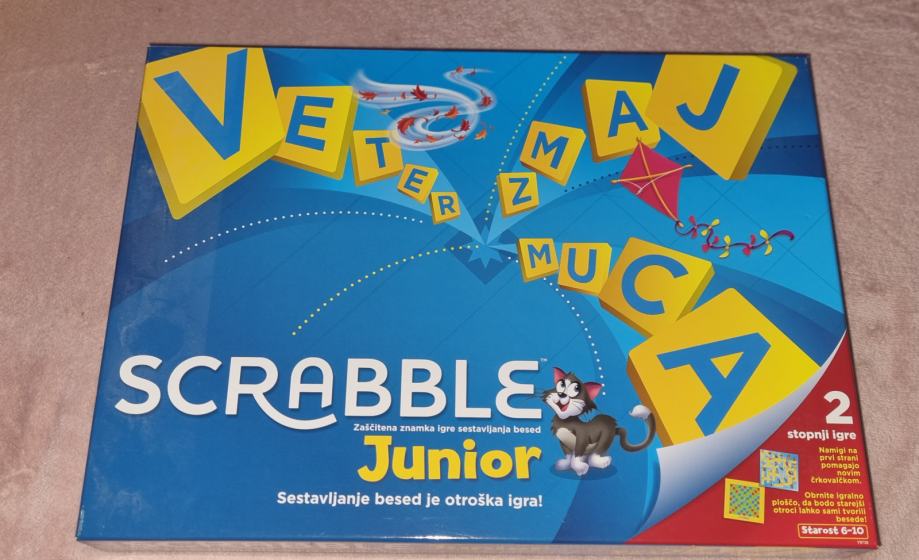 VETER
ZMAJ
MUCA
SCRABBLE™
Zaščitena znamka igre sestavljanja besed
Junior
Sestavljanje besed je otroška igra!
2
stopnji igre
Namigi na
prvi strani
pomagajo
novim
črkovalčkom.
Obrnite igralno
ploščo, da bodo starejši
otroci lahko sami tvorili
besede!
Starost 6-10